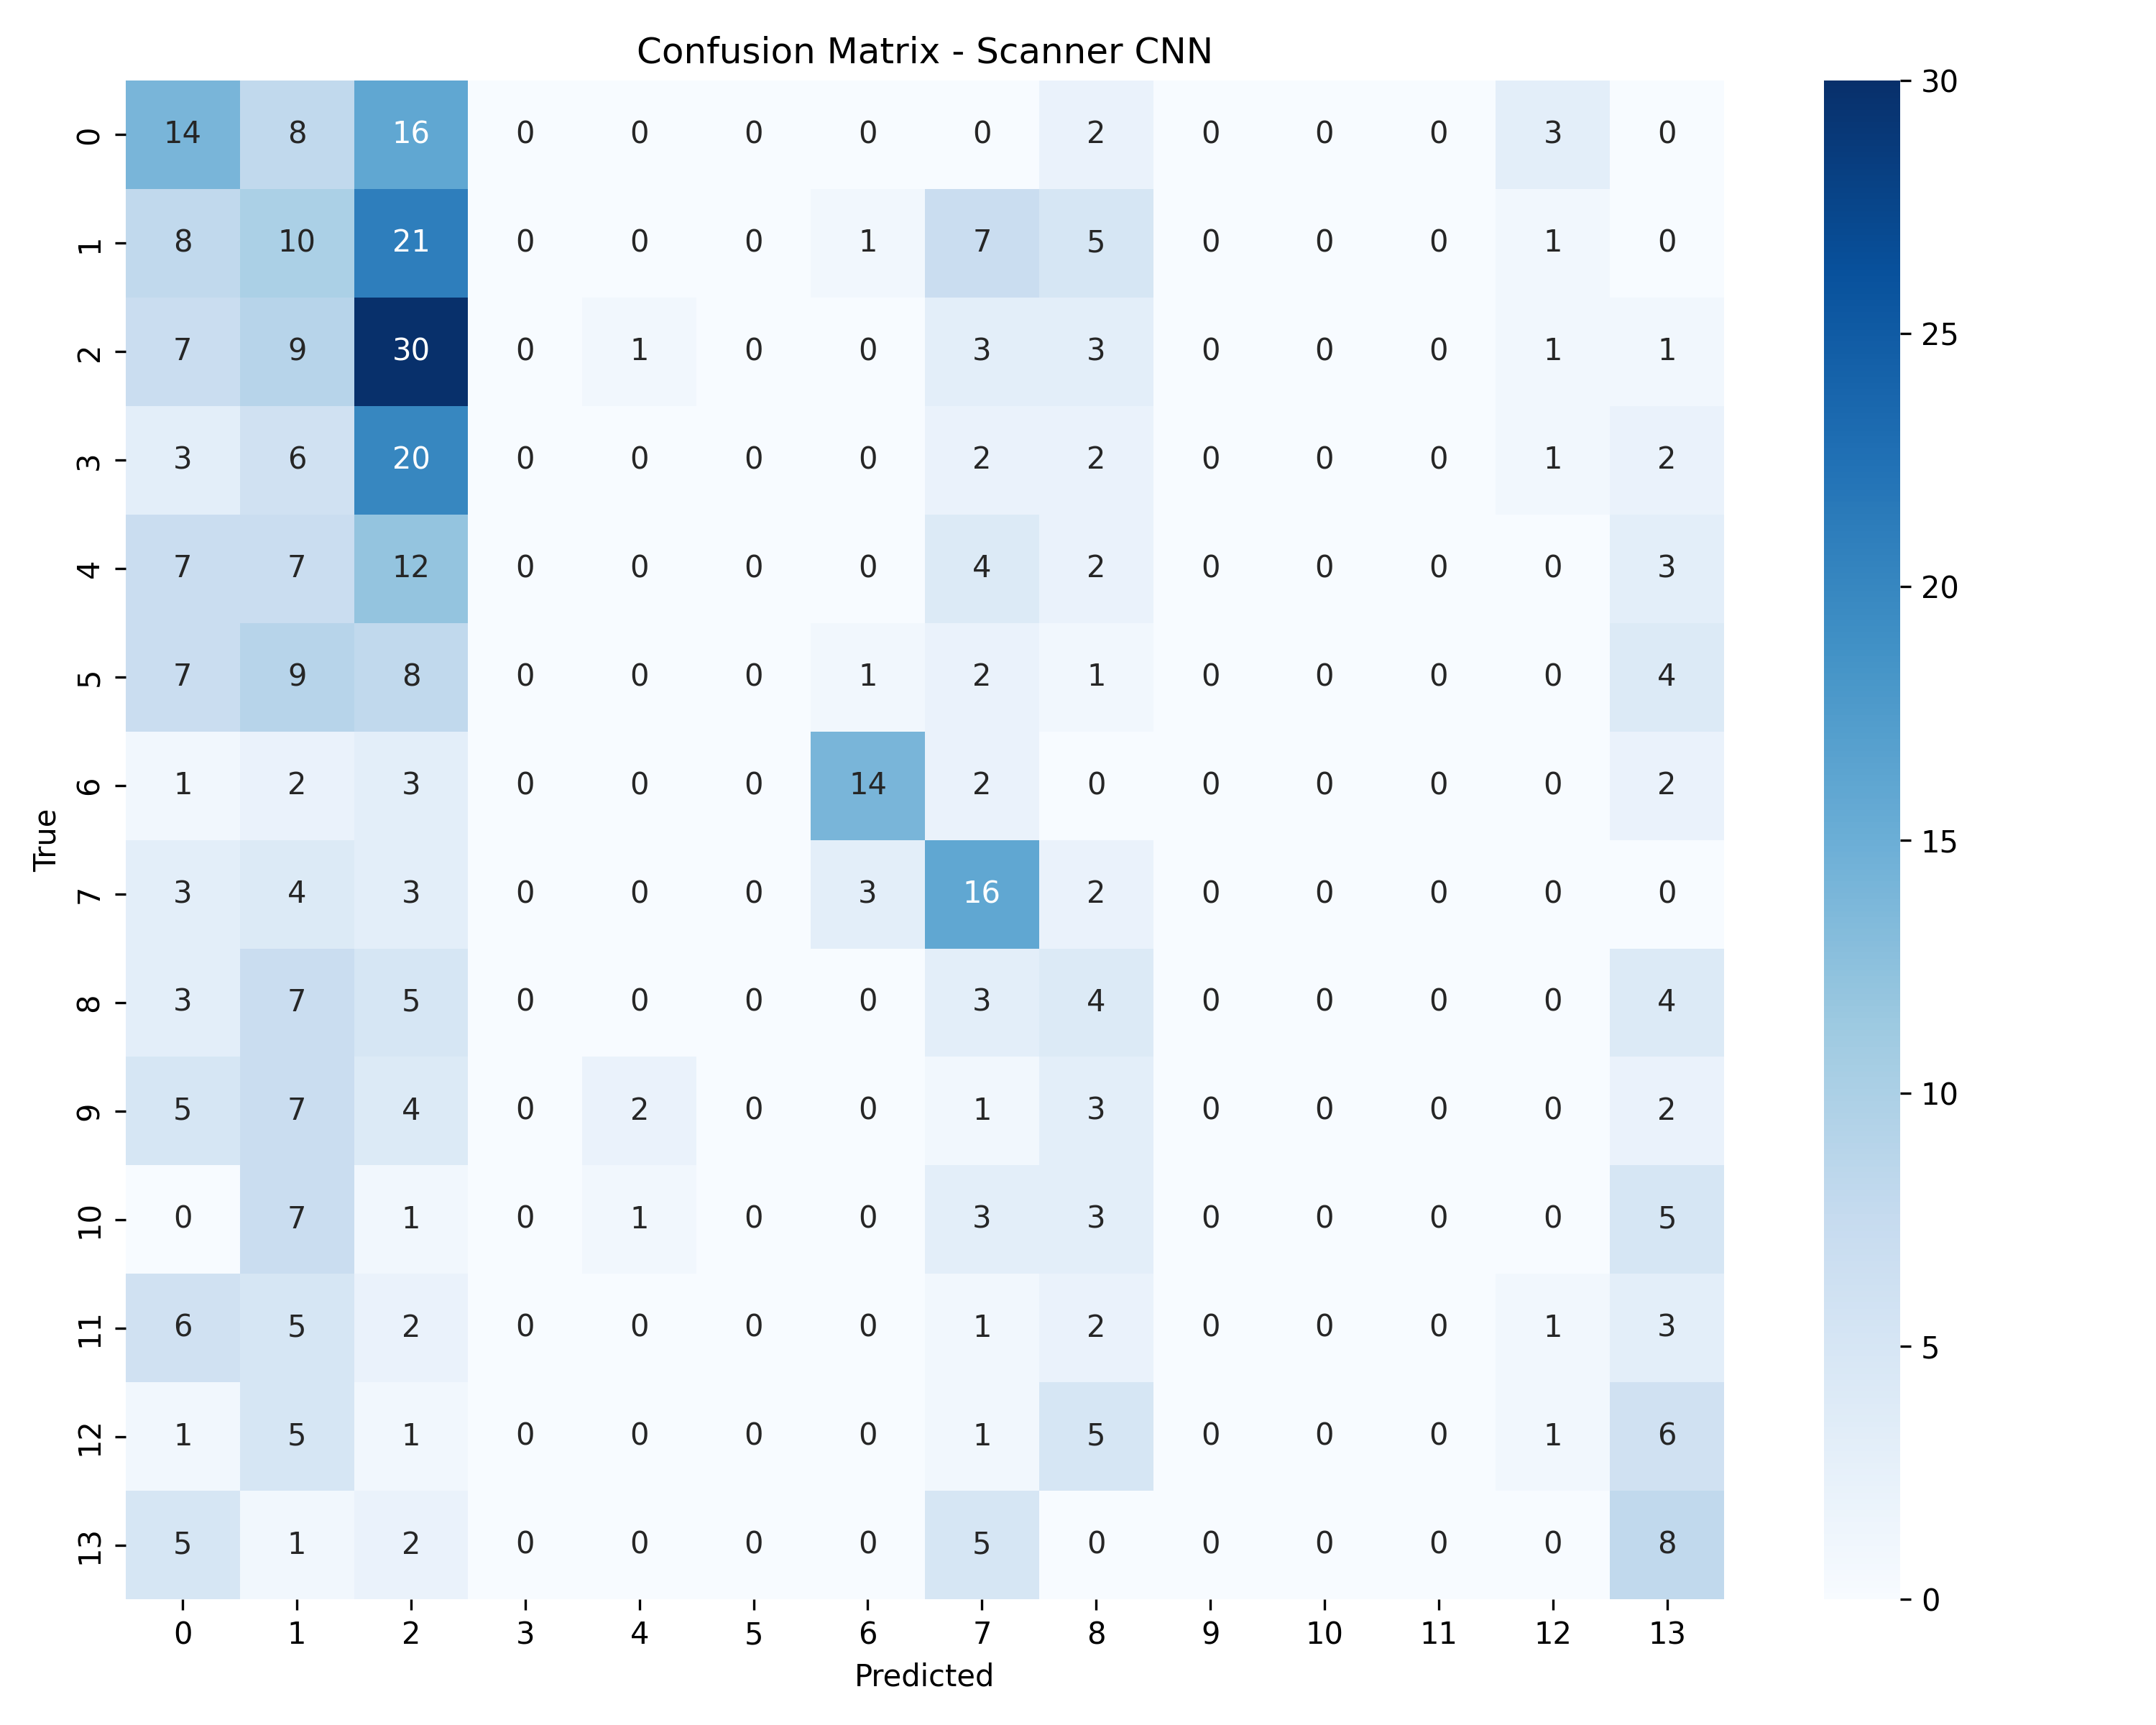 Confusion Matrix - Scanner CNN
0 14 8 16 0 0 0 0 0 2 0 0 0 3 0
1 8 10 21 0 0 0 1 7 5 0 0 0 1 0
2 7 9 30 0 1 0 0 3 3 0 0 0 1 1
3 3 6 20 0 0 0 0 2 2 0 0 0 1 2
4 7 7 12 0 0 0 0 4 2 0 0 0 0 3
5 7 9 8 0 0 0 1 2 1 0 0 0 0 4
6 1 2 3 0 0 0 14 2 0 0 0 0 0 2
7 3 4 3 0 0 0 3 16 2 0 0 0 0 0
8 3 7 5 0 0 0 0 3 4 0 0 0 0 4
9 5 7 4 0 2 0 0 1 3 0 0 0 0 2
10 0 7 1 0 1 0 0 3 3 0 0 0 0 5
11 6 5 2 0 0 0 0 1 2 0 0 0 1 3
12 1 5 1 0 0 0 0 1 5 0 0 0 1 6
13 5 1 2 0 0 0 0 5 0 0 0 0 0 8
0 1 2 3 4 5 6 7 8 9 10 11 12 13
Predicted
True
30
25
20
15
10
5
0